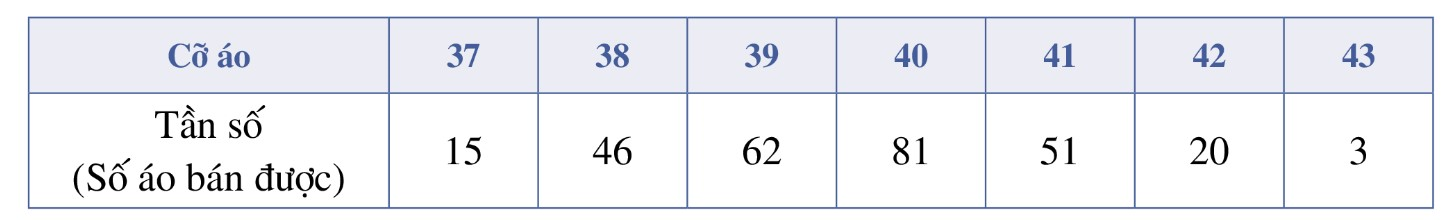 Cỡ áo 37 38 39 40 41 42 43
Tần số
(Số áo bán được) 15 46 62 81 51 20 3